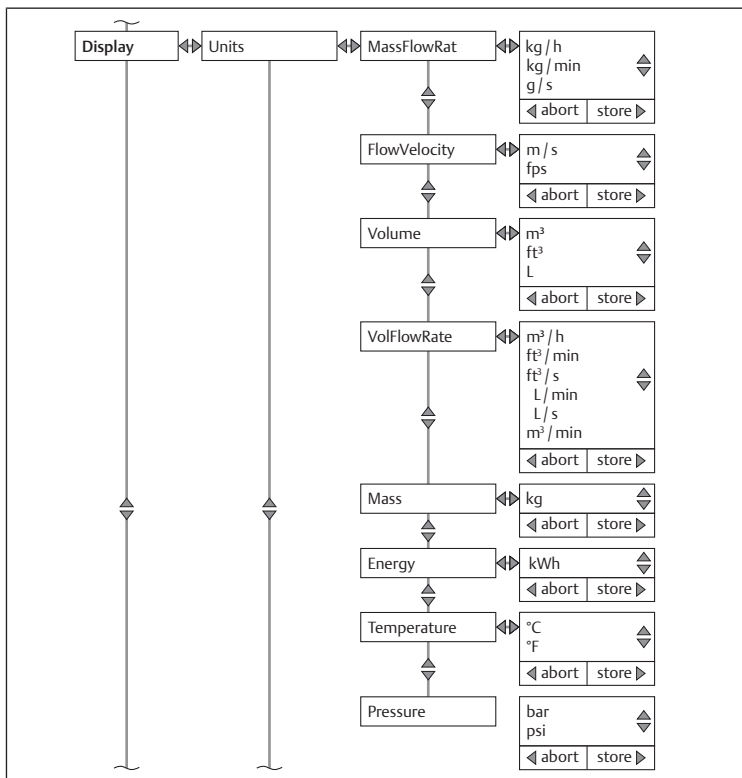 Display
Units
MassFlowRat
kg / h
kg / min
g / s
abort store
FlowVelocity
m / s
fps
abort store
Volume
m³
ft³
L
abort store
VolFlowRate
m³ / h
ft³ / min
ft³ / s
L / min
L / s
m³ / min
abort store
Mass
kg
abort store
Energy
kWh
abort store
Temperature
°C
°F
abort store
Pressure
bar
psi
abort store